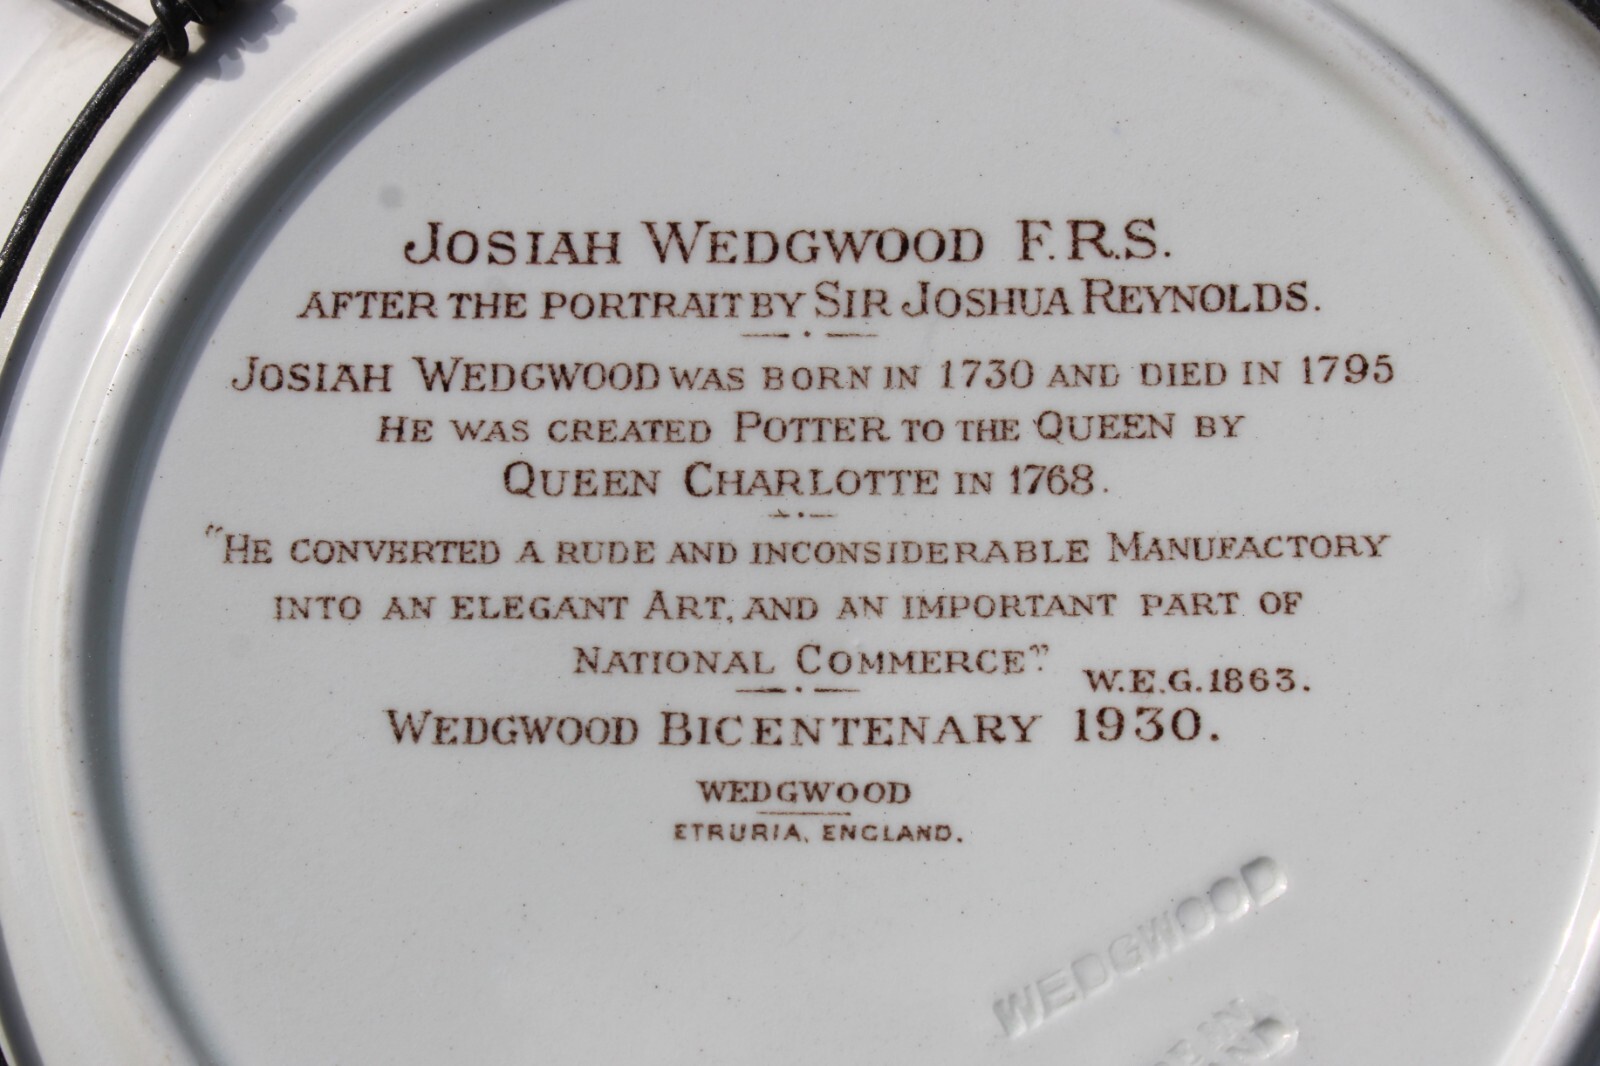 JOSIAH WEDGWOOD F.R.S.
AFTER THE PORTRAIT BY SIR JOSHUA REYNOLDS.
JOSIAH WEDGWOOD WAS BORN IN 1730 AND DIED IN 1795
HE WAS CREATED POTTER TO THE QUEEN BY
QUEEN CHARLOTTE IN 1768.
"HE CONVERTED A RUDE AND INCONSIDERABLE MANUFACTORY
INTO AN ELEGANT ART, AND AN IMPORTANT PART OF
NATIONAL COMMERCE".
W.E.G. 1863.
WEDGWOOD BICENTENARY 1930.
WEDGWOOD
ETRURIA, ENGLAND.
WEDGWOOD
IN